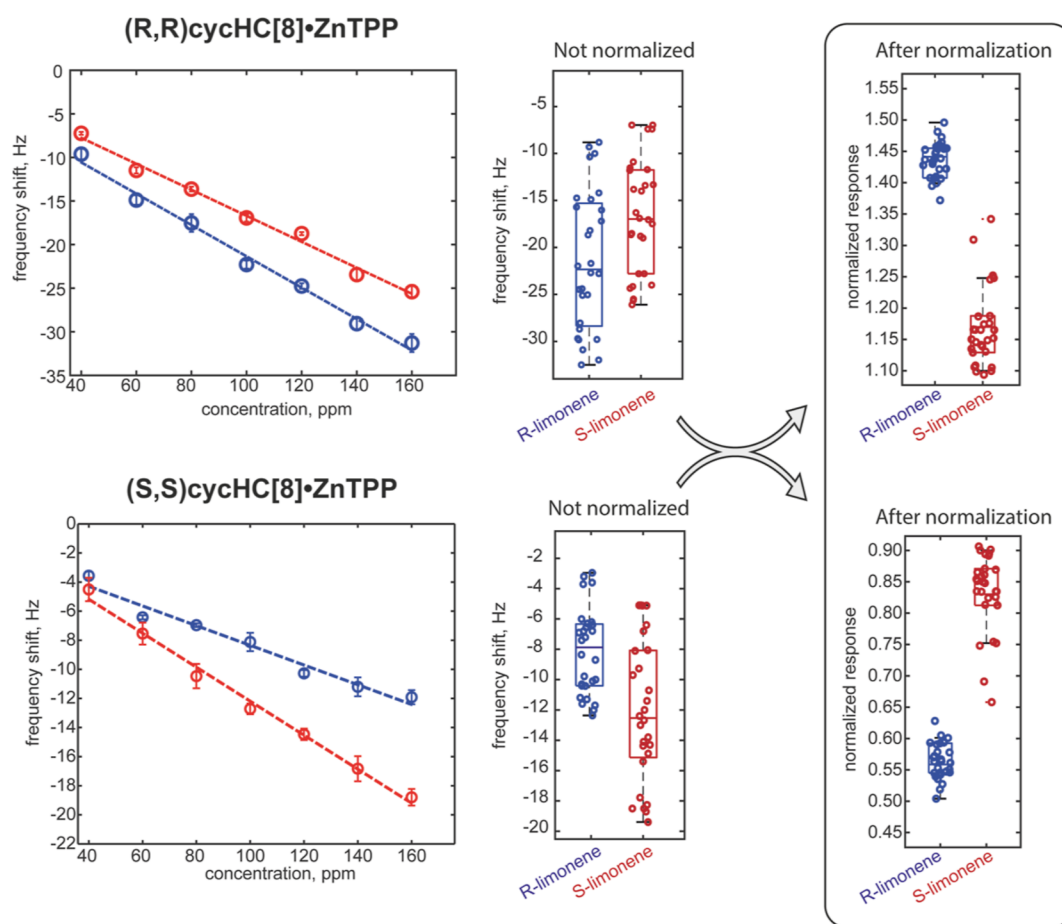 (R,R)cycHC[8]•ZnTPP
0
-5
-10
-15
-20
-25
-30
-35
frequency shift, Hz
40 60 80 100 120 140 160
concentration, ppm
Not normalized
-5
-10
-15
-20
-25
-30
frequency shift, Hz
R-limonene
S-limonene
After normalization
1.55
1.50
1.40
1.35
1.30
1.25
1.20
1.15
1.10
normalized response
R-limonene
S-limonene
(S,S)cycHC[8]•ZnTPP
0
-2
-4
-6
-8
-10
-12
-14
-16
-18
-20
-22
frequency shift, Hz
40 60 80 100 120 140 160
concentration, ppm
Not normalized
-2
-4
-6
-8
-10
-12
-14
-16
-18
-20
frequency shift, Hz
R-limonene
S-limonene
After normalization
0.90
0.85
0.80
0.75
0.70
0.65
0.60
0.55
0.50
0.45
normalized response
R-limonene
S-limonene